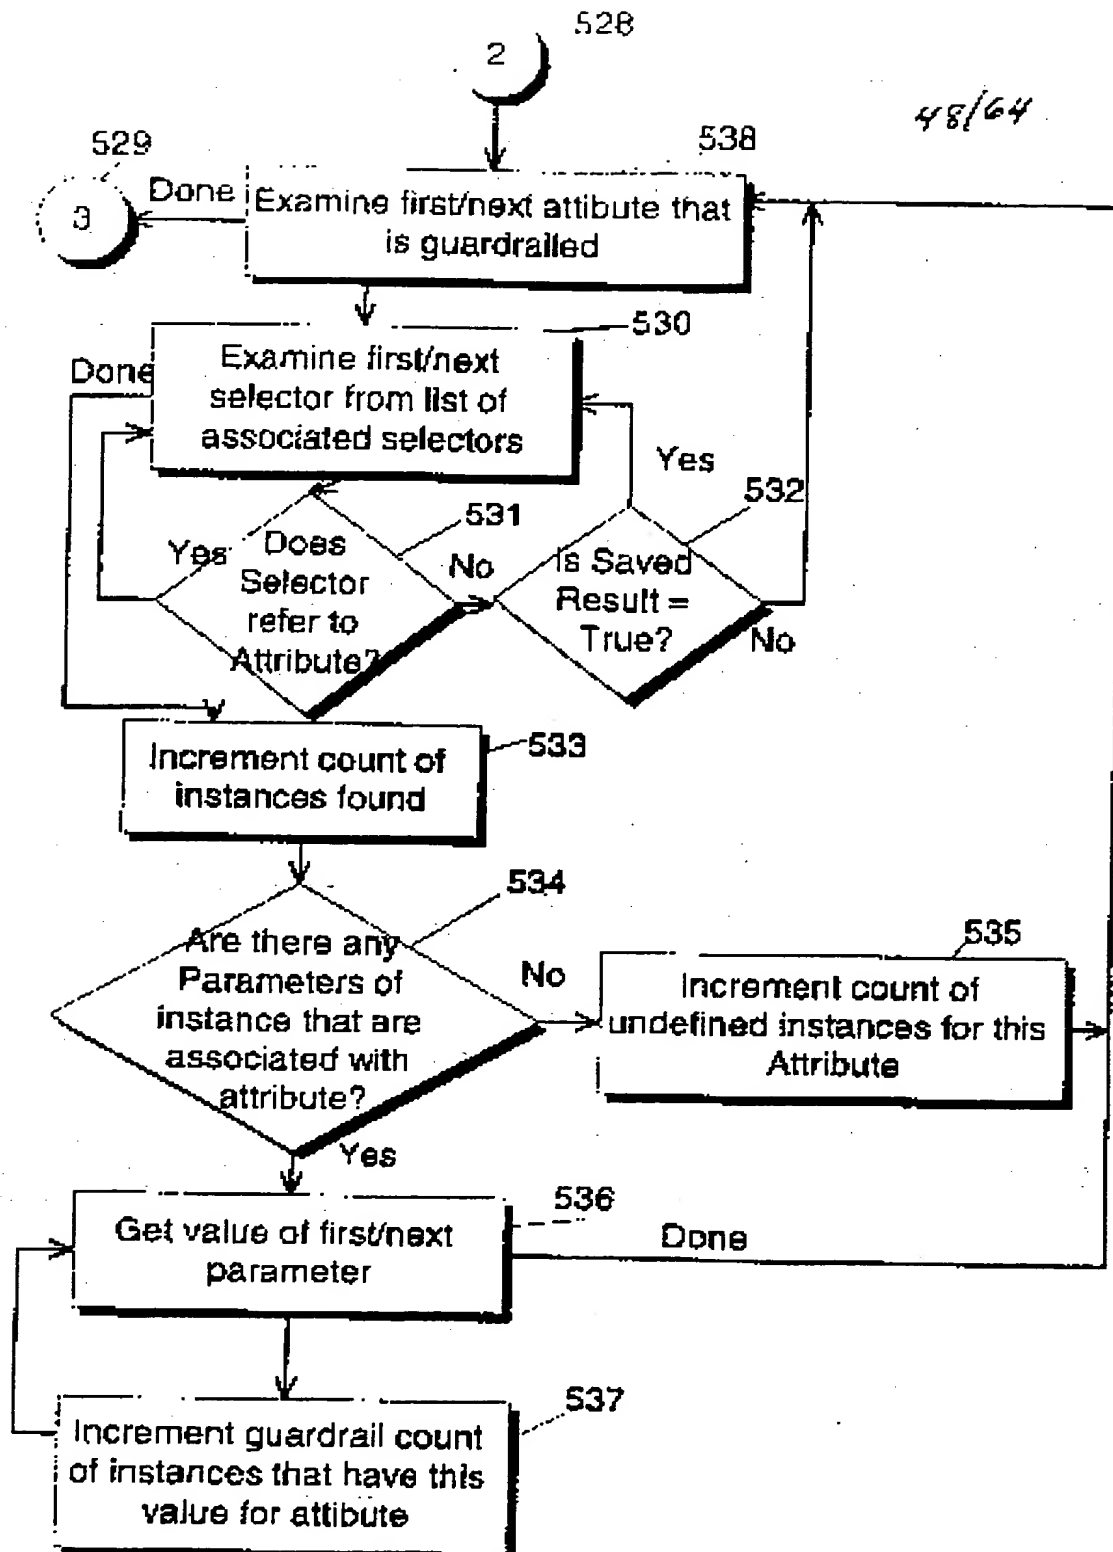 528
2
48/64
538
529
Done
3
Examine first/next attibute that
is guardralled
530
Examine first/next
selector from list of
associated selectors
Done
Yes
532
531
Yes
Does
Selector
refer to
Attribute?
No
Is Saved
Result =
True?
No
533
Increment count of
instances found
534
Are there any
Parameters of
instance that are
associated with
attribute?
No
535
Increment count of
undefined instances for this
Attribute
Yes
536
Get value of first/next
parameter
Done
537
Increment guardrail count
of instances that have this
value for attibute